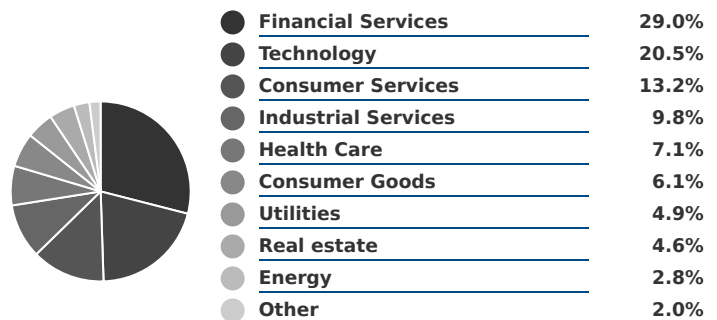 Financial Services 29.0%
Technology 20.5%
Consumer Services 13.2%
Industrial Services 9.8%
Health Care 7.1%
Consumer Goods 6.1%
Utilities 4.9%
Real estate 4.6%
Energy 2.8%
Other 2.0%